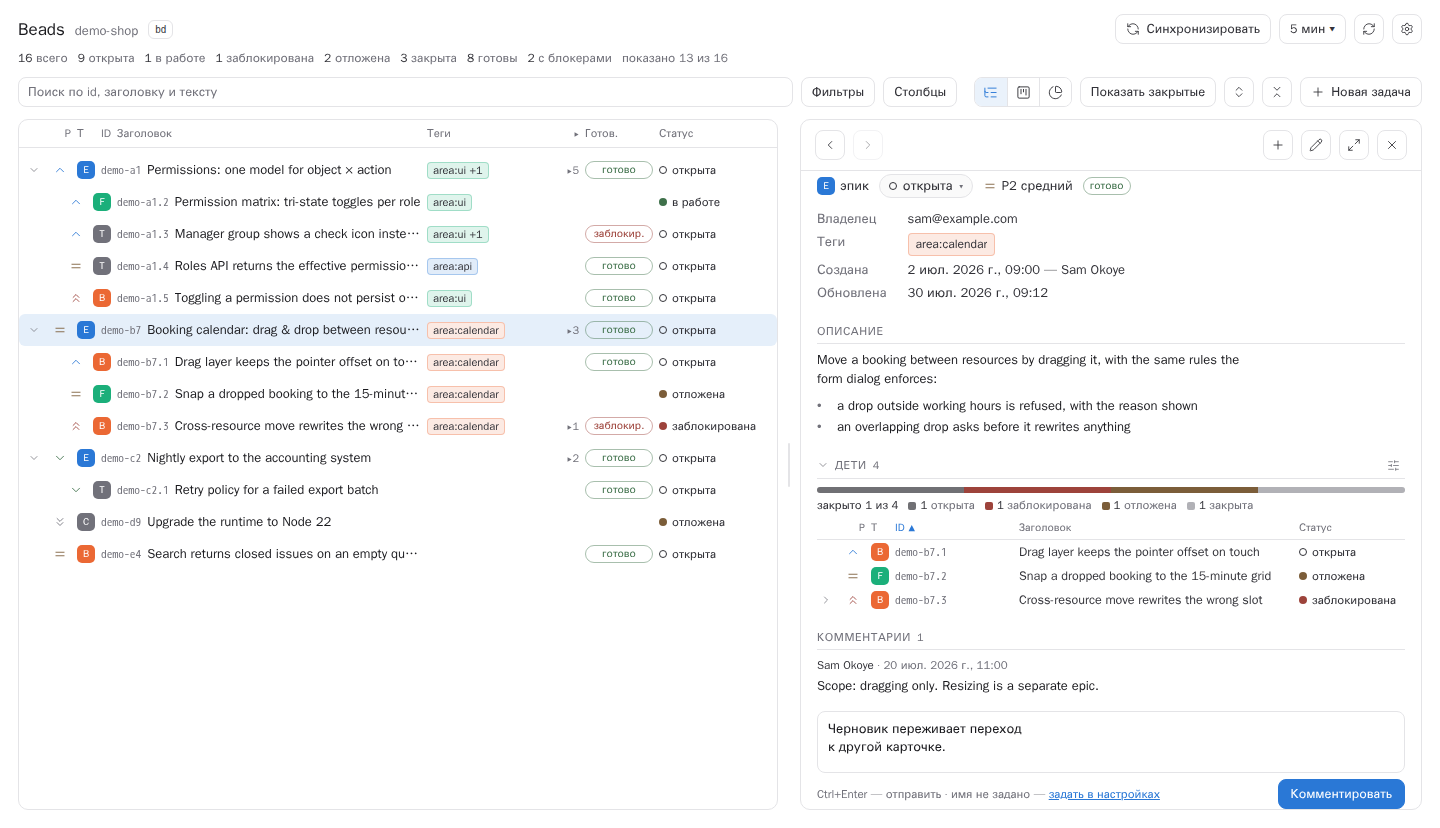 Beads demo-shop bd
Синхронизировать 5 мин ▾
16 всего 9 открыта 1 в работе 1 заблокирована 2 отложена 3 закрыта 8 готовы 2 с блокерами показано 13 из 16
Поиск по id, заголовку и тексту
Фильтры Столбцы Показать закрытые Новая задача
P T ID Заголовок Теги ▸ Готов. Статус
E demo-a1 Permissions: one model for object × action area:ui +1 ▸5 готово открыта
F demo-a1.2 Permission matrix: tri-state toggles per role area:ui в работе
T demo-a1.3 Manager group shows a check icon inste… area:ui +1 заблокир. открыта
T demo-a1.4 Roles API returns the effective permissio… area:api готово открыта
B demo-a1.5 Toggling a permission does not persist o… area:ui готово открыта
E demo-b7 Booking calendar: drag & drop between resou… area:calendar ▸3 готово открыта
B demo-b7.1 Drag layer keeps the pointer offset on to… area:calendar готово открыта
F demo-b7.2 Snap a dropped booking to the 15-minut… area:calendar отложена
B demo-b7.3 Cross-resource move rewrites the wrong … area:calendar ▸1 заблокир. заблокирована
E demo-c2 Nightly export to the accounting system ▸2 готово открыта
T demo-c2.1 Retry policy for a failed export batch готово открыта
C demo-d9 Upgrade the runtime to Node 22 отложена
B demo-e4 Search returns closed issues on an empty qu… готово открыта
E эпик открыта ▾ P2 средний готово
Владелец sam@example.com
Теги area:calendar
Создана 2 июл. 2026 г., 09:00 — Sam Okoye
Обновлена 30 июл. 2026 г., 09:12
ОПИСАНИЕ
Move a booking between resources by dragging it, with the same rules the
form dialog enforces:
• a drop outside working hours is refused, with the reason shown
• an overlapping drop asks before it rewrites anything
ДЕТИ 4
закрыто 1 из 4 1 открыта 1 заблокирована 1 отложена 1 закрыта
P T ID ▲ Заголовок Статус
B demo-b7.1 Drag layer keeps the pointer offset on touch открыта
F demo-b7.2 Snap a dropped booking to the 15-minute grid отложена
B demo-b7.3 Cross-resource move rewrites the wrong slot заблокирована
КОММЕНТАРИИ 1
Sam Okoye · 20 июл. 2026 г., 11:00
Scope: dragging only. Resizing is a separate epic.
Черновик переживает переход
к другой карточке.
Ctrl+Enter — отправить · имя не задано — задать в настройках
Комментировать